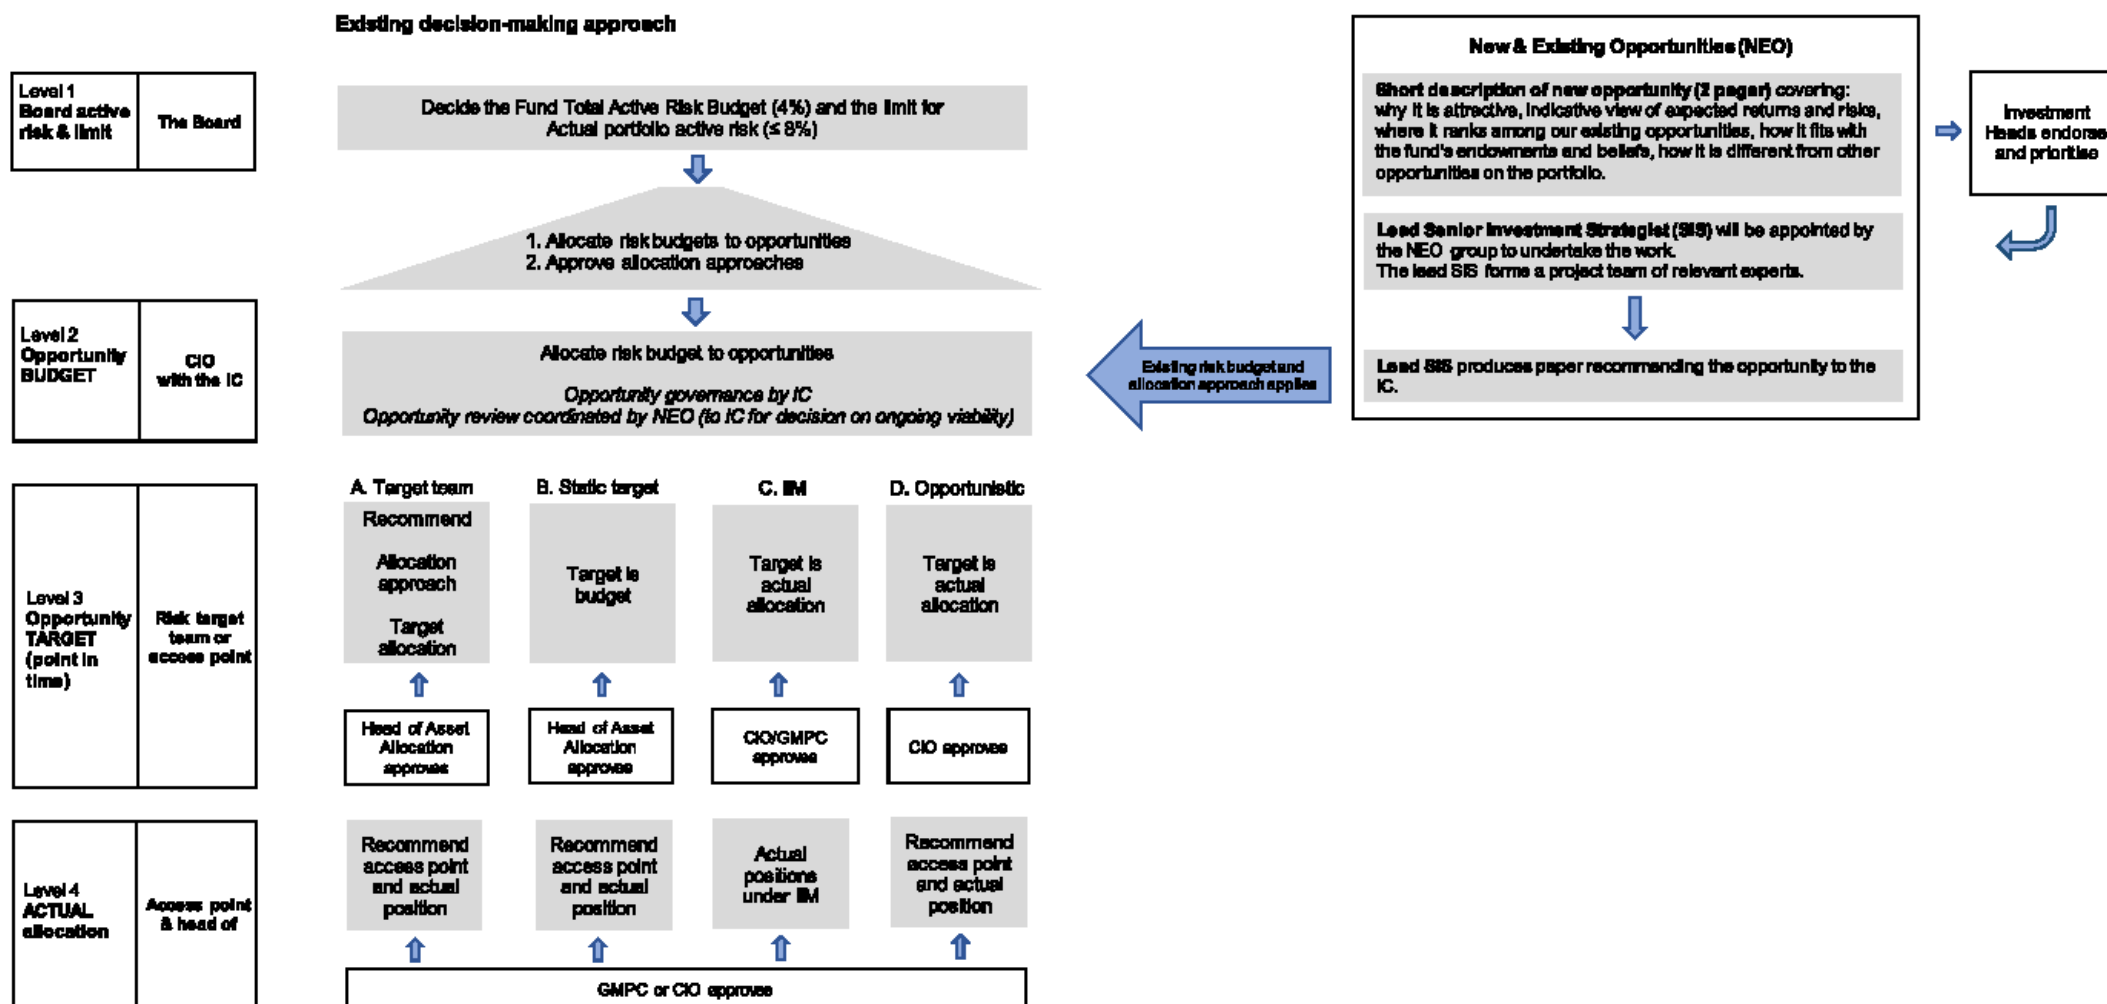 Existing decision-making approach
Level 1
Board active
risk & limit
The Board
Decide the Fund Total Active Risk Budget (4%) and the limit for
Actual portfolio active risk (≤ 8%)
1. Allocate risk budgets to opportunities
2. Approve allocation approaches
Level 2
Opportunity
BUDGET
CIO
with the IC
Allocate risk budget to opportunities
Opportunity governance by IC
Opportunity review coordinated by NEO (to IC for decision on ongoing viability)
Existing risk budget and
allocation approach applies
New & Existing Opportunities (NEO)
Short description of new opportunity (2 pager) covering:
why it is attractive, indicative view of expected returns and risks,
where it ranks among our existing opportunities, how it fits with
the fund's endowments and beliefs, how it is different from other
opportunities on the portfolio.
Lead Senior Investment Strategist (SIS) will be appointed by
the NEO group to undertake the work.
The lead SIS forms a project team of relevant experts.
Lead SIS produces paper recommending the opportunity to the
IC.
Investment
Heads endorse
and prioritise
Level 3
Opportunity
TARGET
(point in
time)
Risk target
team or
access point
A. Target team
Recommend
Allocation
approach
Target
allocation
Head of Asset
Allocation
approves
B. Static target
Target is
budget
Head of Asset
Allocation
approves
C. IIM
Target is
actual
allocation
CIO/GMPC
approves
D. Opportunistic
Target is
actual
allocation
CIO approves
Level 4
ACTUAL
allocation
Access point
& head of
Recommend
access point
and actual
position
Recommend
access point
and actual
position
Actual
positions
under IIM
Recommend
access point
and actual
position
GMPC or CIO approves